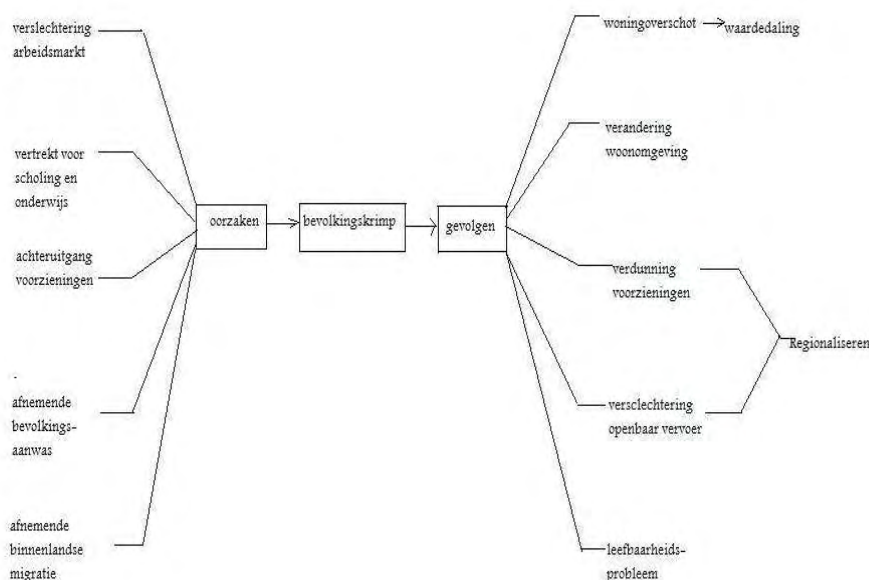 verslechtering
arbeidsmarkt
vertrekt voor
scholing en
onderwijs
achteruitgang
voorzieningen
afnemende
bevolkings-
aanwas
afnemende
binnenlandse
migratie
oorzaken
bevolkingskrimp
gevolgen
woningoverschot
waardedaling
verandering
woonomgeving
verdunning
voorzieningen
versclechtering
openbaar vervoer
Regionaliseren
leefbaarheids-
probleem